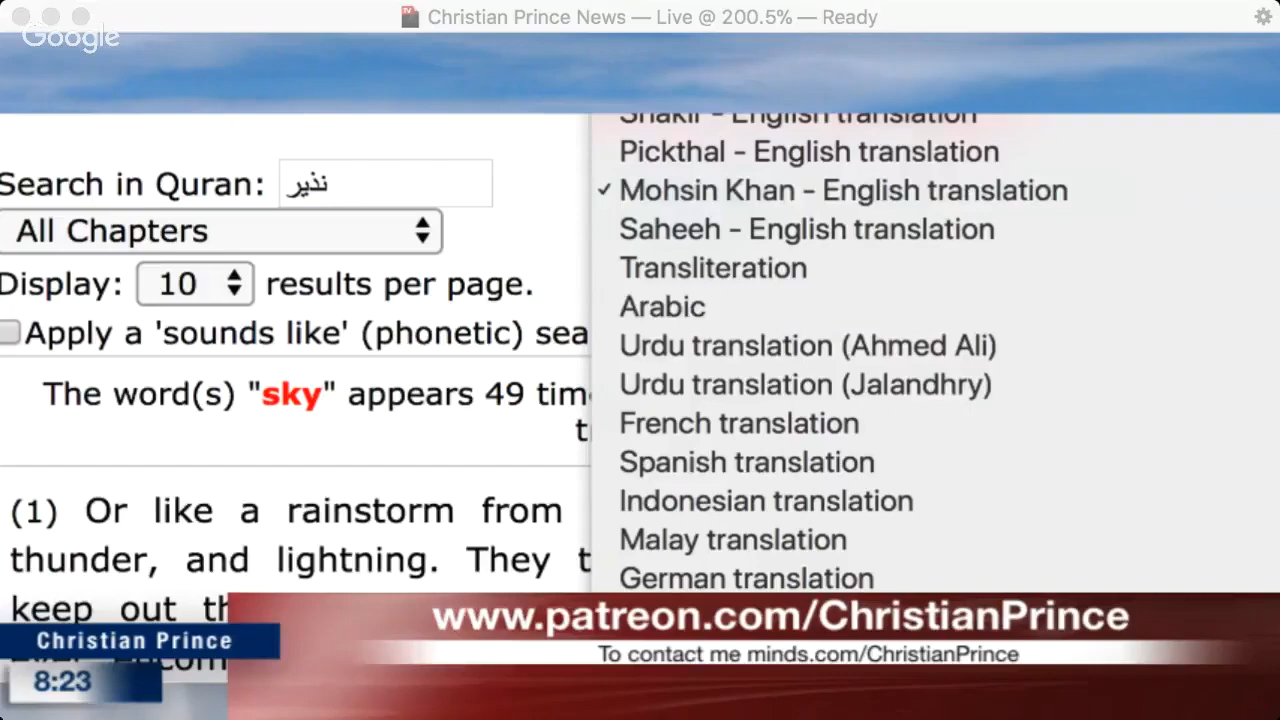 Christian Prince News — Live @ 200.5% — Ready
Google
Search in Quran: نذير
All Chapters
Display: 10 results per page.
Apply a 'sounds like' (phonetic) sea
The word(s) "sky" appears 49 tim
(1) Or like a rainstorm from
thunder, and lightning. They t
keep out th
Shakir - English translation
Pickthal - English translation
✓ Mohsin Khan - English translation
Saheeh - English translation
Transliteration
Arabic
Urdu translation (Ahmed Ali)
Urdu translation (Jalandhry)
French translation
Spanish translation
Indonesian translation
Malay translation
German translation
www.patreon.com/ChristianPrince
To contact me minds.com/ChristianPrince
Christian Prince
8:23